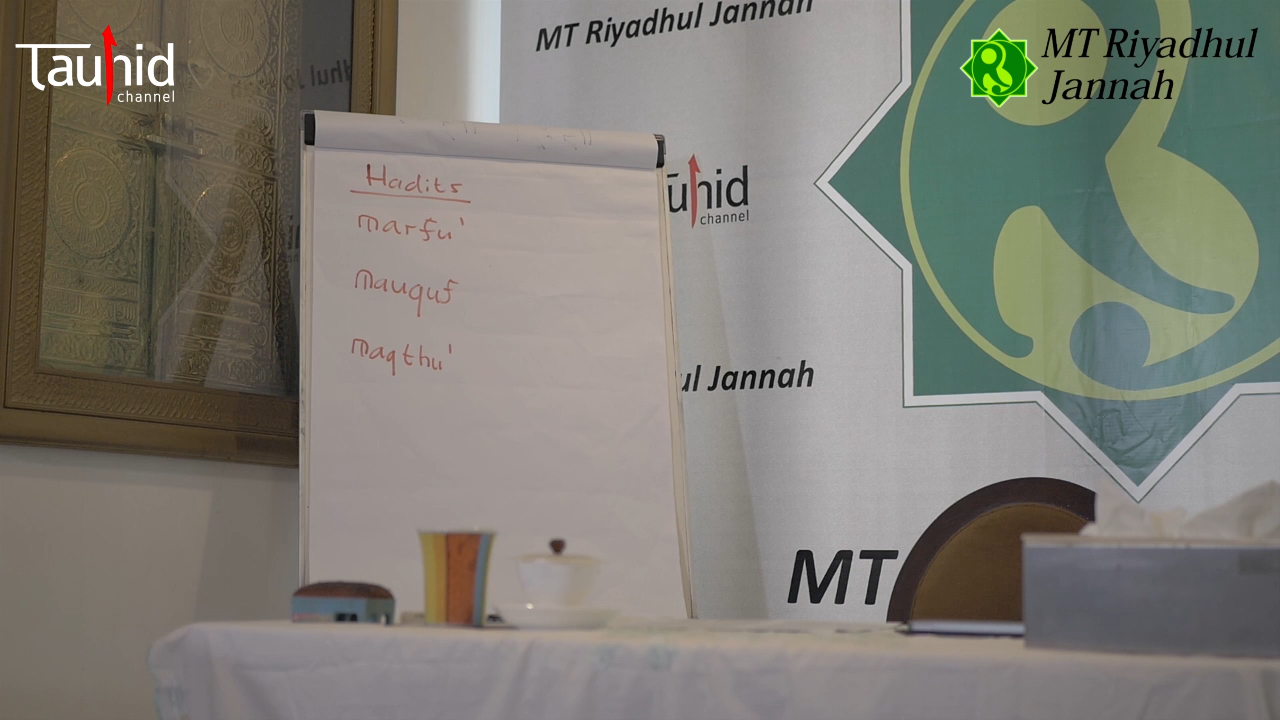 Tauhid
channel
MT Riyadhul
Jannah
MT Riyadhul Jannah
Hadits
marfu'
mauquf
maqthu'
uhid
channel
ul Jannah
MT